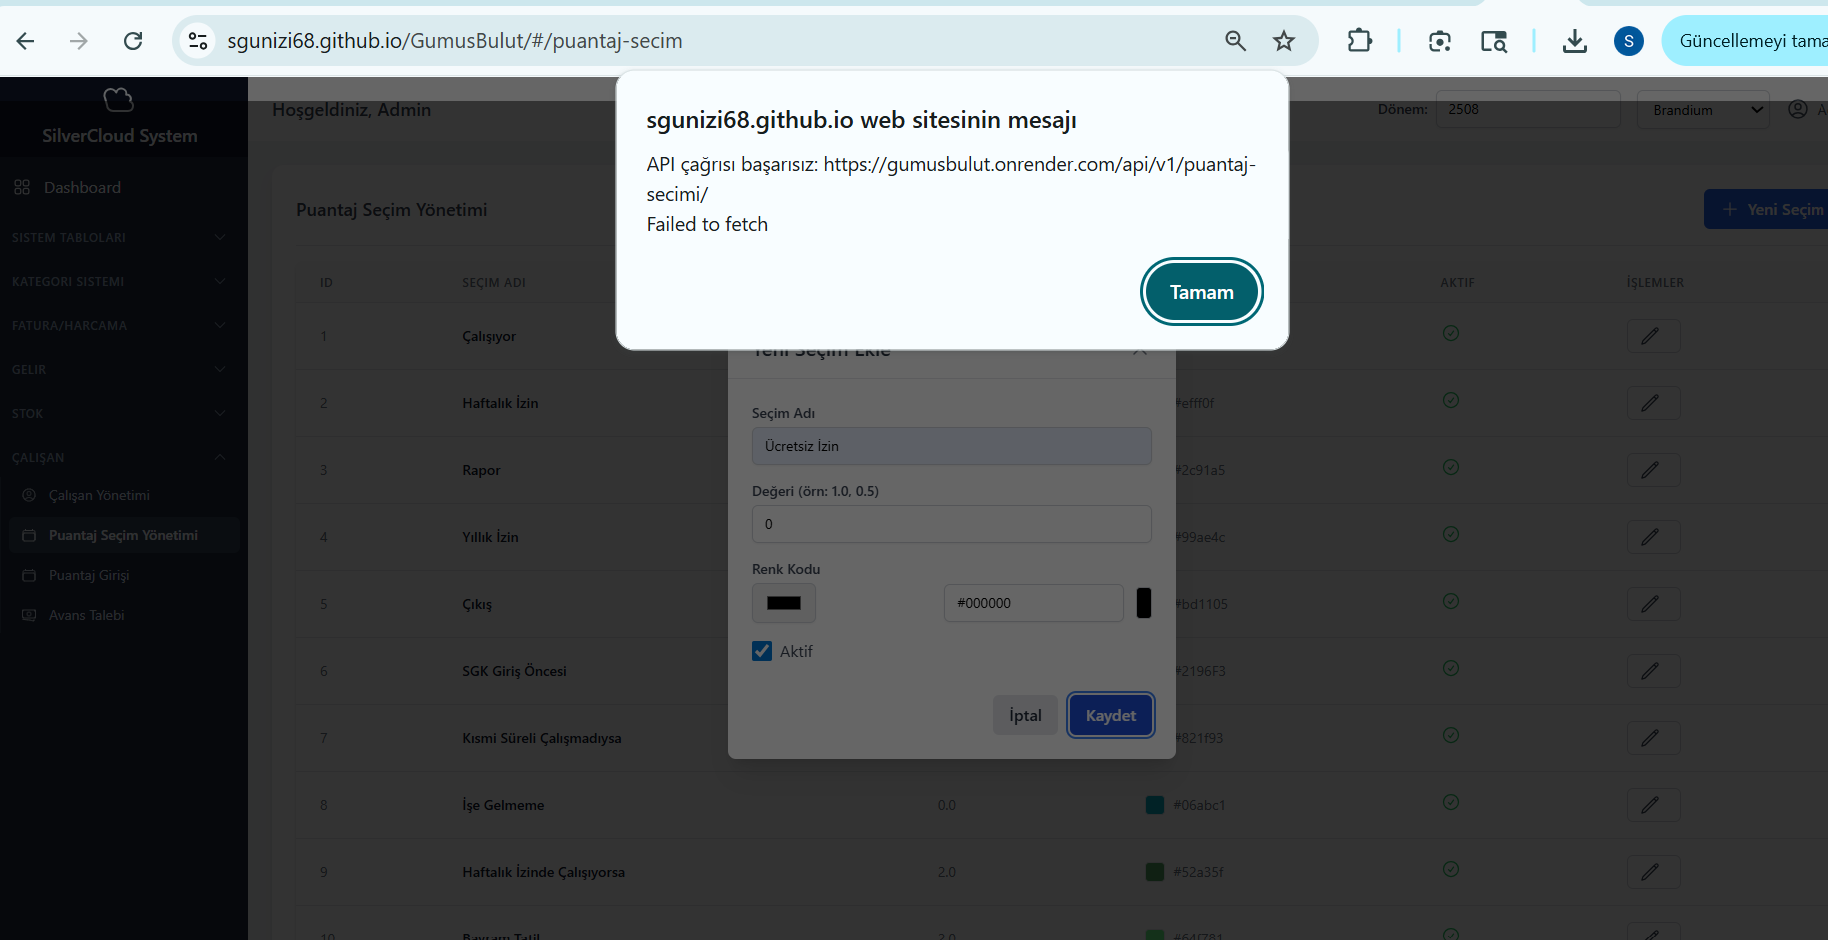 sgunizi68.github.io/GumusBulut/#/puantaj-secim
S
Güncellemeyi tama
SilverCloud System
Hoşgeldiniz, Admin
Dönem:
2508
Brandium
A
sgunizi68.github.io web sitesinin mesajı
API çağrısı başarısız: https://gumusbulut.onrender.com/api/v1/puantaj-
secimi/
Failed to fetch
Tamam
Dashboard
SISTEM TABLOLARI
KATEGORI SISTEMI
FATURA/HARCAMA
GELIR
STOK
ÇALIŞAN
Çalışan Yönetimi
Puantaj Seçim Yönetimi
Puantaj Girişi
Avans Talebi
Puantaj Seçim Yönetimi
Yeni Seçim
ID
SEÇIM ADI
AKTIF
İŞLEMLER
1
Çalışıyor
2
Haftalık İzin
#efff0f
3
Rapor
#2c91a5
4
Yıllık İzin
#99ae4c
5
Çıkış
#bd1105
6
SGK Giriş Öncesi
#2196F3
7
Kısmi Süreli Çalışmadıysa
#821f93
8
İşe Gelmeme
0.0
#06abc1
9
Haftalık İzinde Çalışıyorsa
2.0
#52a35f
10
Bayram Tatil
2.0
#64f781
Yeni Seçim Ekle
Seçim Adı
Ücretsiz İzin
Değeri (örn: 1.0, 0.5)
0
Renk Kodu
#000000
Aktif
İptal
Kaydet